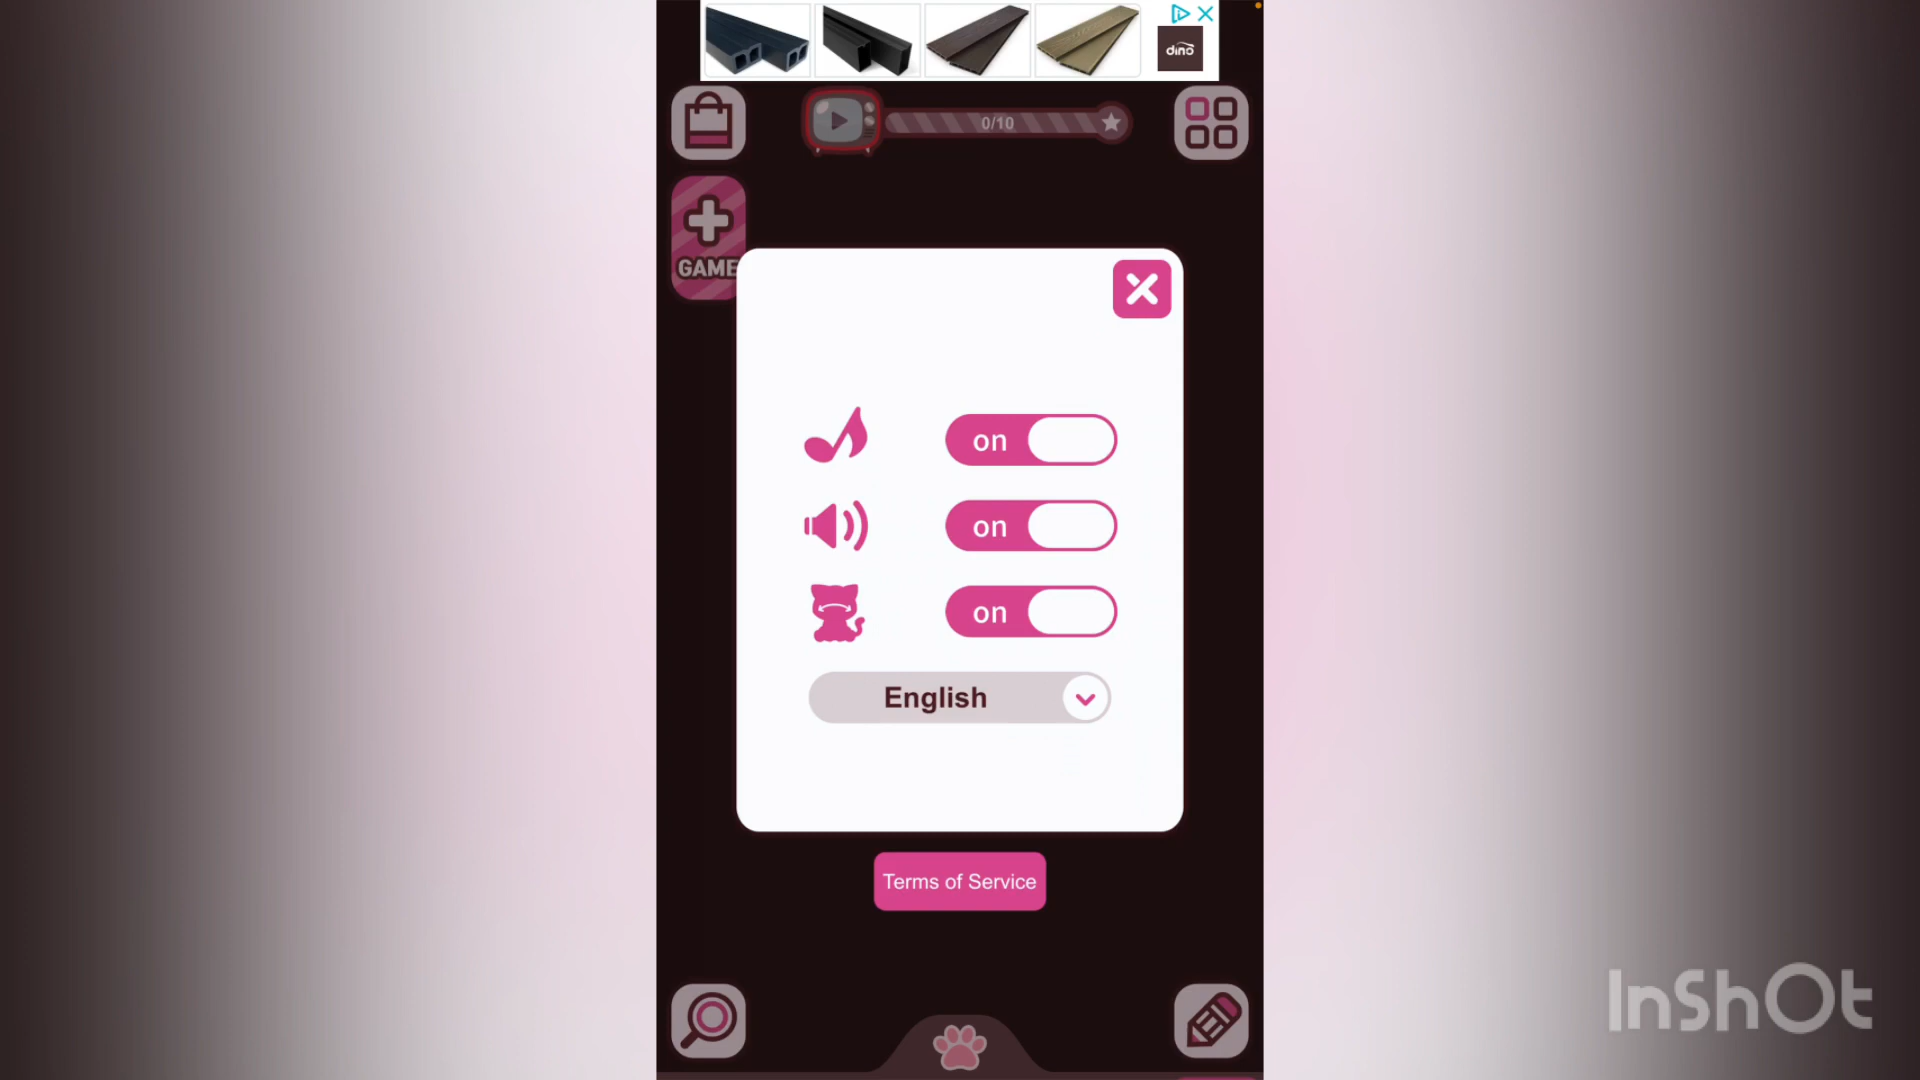 dino
0/10
GAME
on
on
on
English
Terms of Service
InShOt